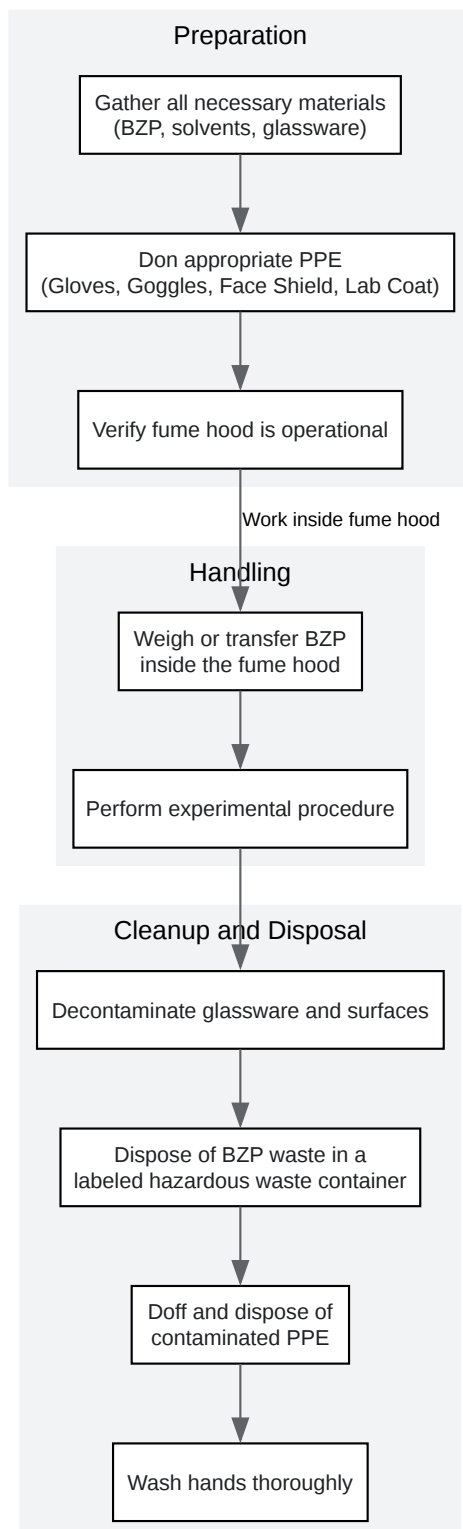 Preparation
Gather all necessary materials
(BZP, solvents, glassware)
Don appropriate PPE
(Gloves, Goggles, Face Shield, Lab Coat)
Verify fume hood is operational
Work inside fume hood
Handling
Weigh or transfer BZP
inside the fume hood
Perform experimental procedure
Cleanup and Disposal
Decontaminate glassware and surfaces
Dispose of BZP waste in a
labeled hazardous waste container
Doff and dispose of
contaminated PPE
Wash hands thoroughly